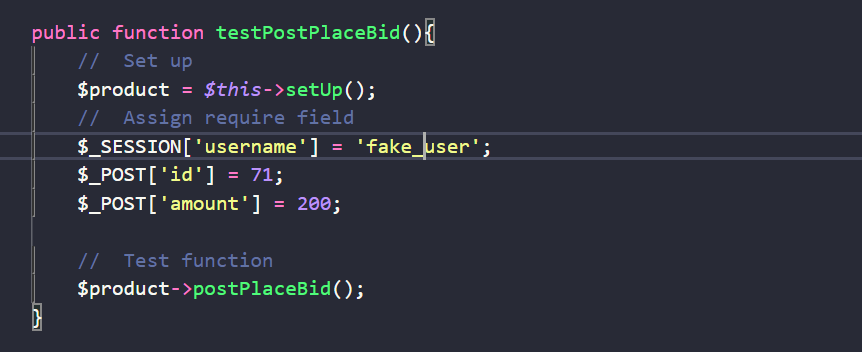 public function testPostPlaceBid(){
    //  Set up
    $product = $this->setUp();
    //  Assign require field
    $_SESSION['username'] = 'fake_user';
    $_POST['id'] = 71;
    $_POST['amount'] = 200;

    //  Test function
    $product->postPlaceBid();
}